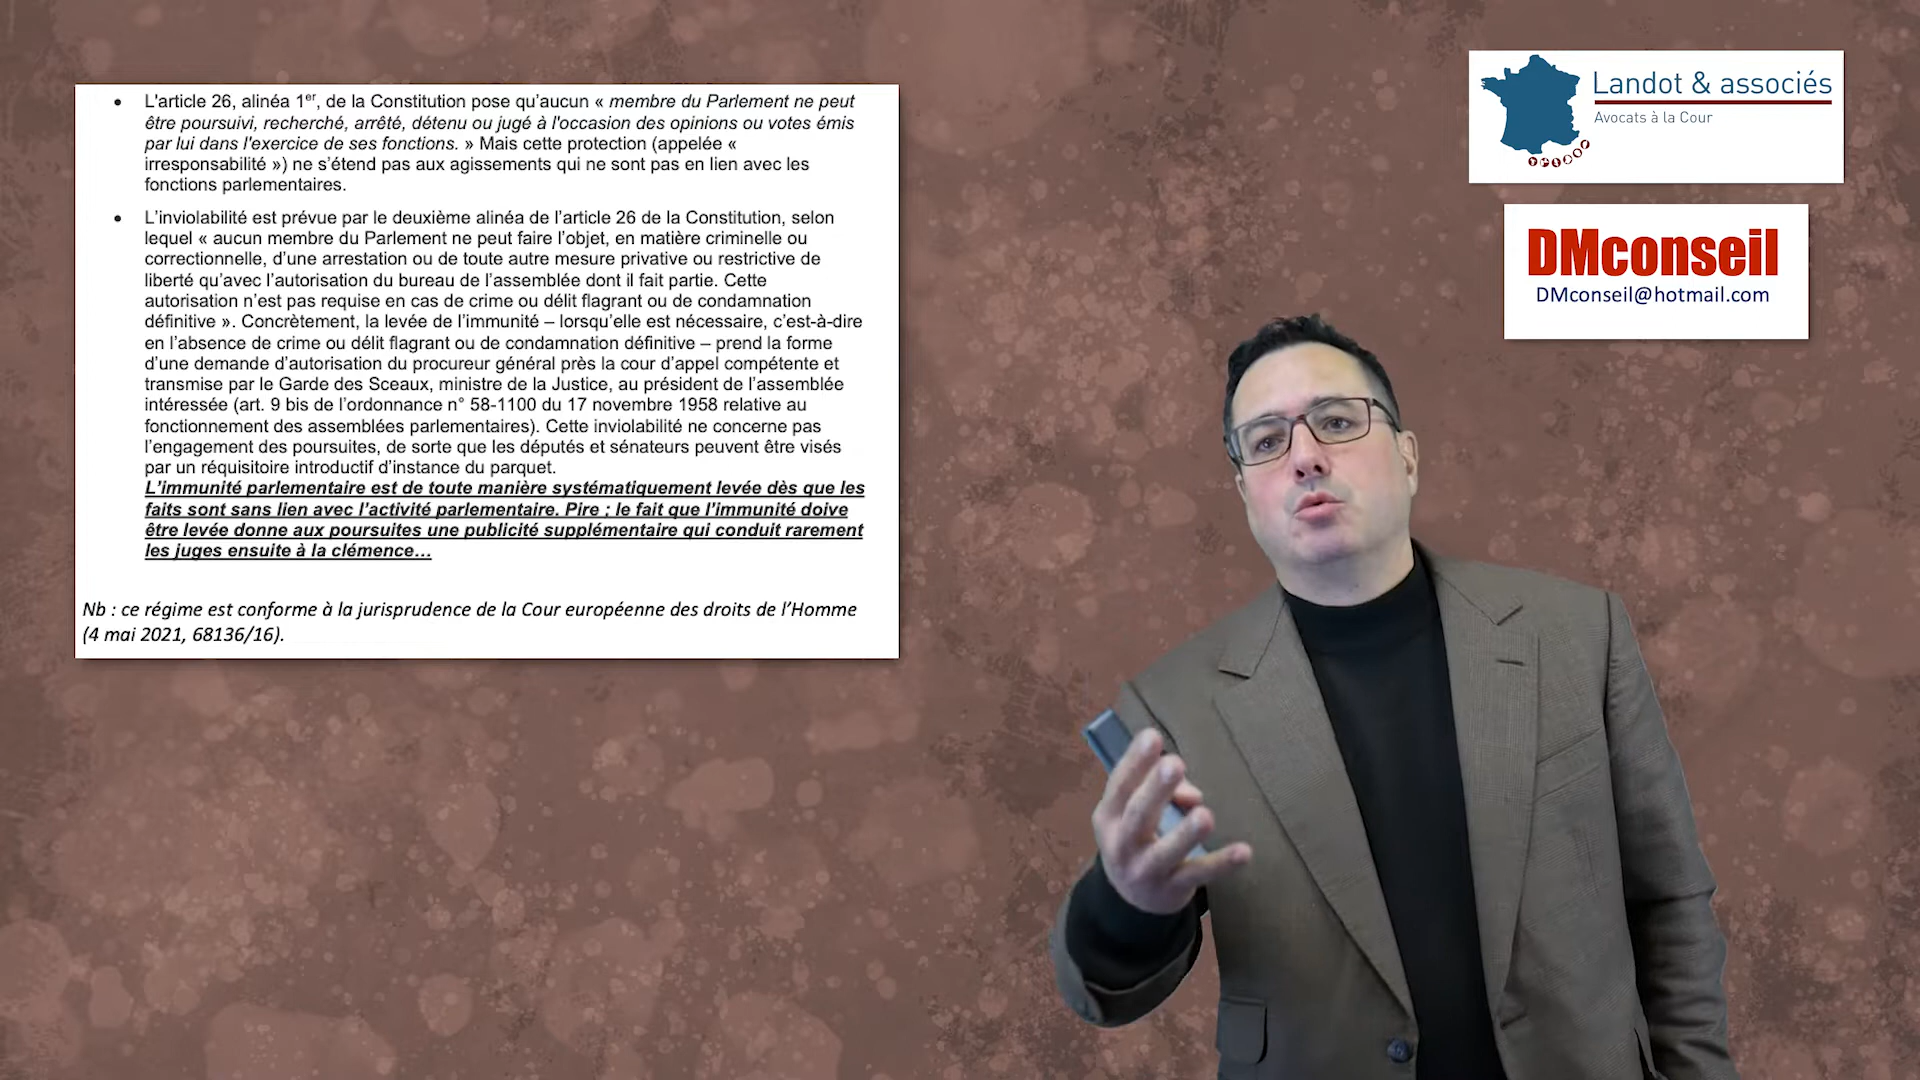 • L'article 26, alinéa 1er, de la Constitution pose qu’aucun « membre du Parlement ne peut
être poursuivi, recherché, arrêté, détenu ou jugé à l'occasion des opinions ou votes émis
par lui dans l'exercice de ses fonctions. » Mais cette protection (appelée «
irresponsabilité ») ne s’étend pas aux agissements qui ne sont pas en lien avec les
fonctions parlementaires.
• L’inviolabilité est prévue par le deuxième alinéa de l’article 26 de la Constitution, selon
lequel « aucun membre du Parlement ne peut faire l’objet, en matière criminelle ou
correctionnelle, d’une arrestation ou de toute autre mesure privative ou restrictive de
liberté qu’avec l’autorisation du bureau de l’assemblée dont il fait partie. Cette
autorisation n’est pas requise en cas de crime ou délit flagrant ou de condamnation
définitive ». Concrètement, la levée de l’immunité – lorsqu’elle est nécessaire, c’est-à-dire
en l’absence de crime ou délit flagrant ou de condamnation définitive – prend la forme
d’une demande d’autorisation du procureur général près la cour d’appel compétente et
transmise par le Garde des Sceaux, ministre de la Justice, au président de l’assemblée
intéressée (art. 9 bis de l’ordonnance n° 58-1100 du 17 novembre 1958 relative au
fonctionnement des assemblées parlementaires). Cette inviolabilité ne concerne pas
l’engagement des poursuites, de sorte que les députés et sénateurs peuvent être visés
par un réquisitoire introductif d’instance du parquet.
L’immunité parlementaire est de toute manière systématiquement levée dès que les
faits sont sans lien avec l’activité parlementaire. Pire : le fait que l’immunité doive
être levée donne aux poursuites une publicité supplémentaire qui conduit rarement
les juges ensuite à la clémence…
Nb : ce régime est conforme à la jurisprudence de la Cour européenne des droits de l’Homme
(4 mai 2021, 68136/16).
Landot & associés
Avocats à la Cour
DMconseil
DMconseil@hotmail.com